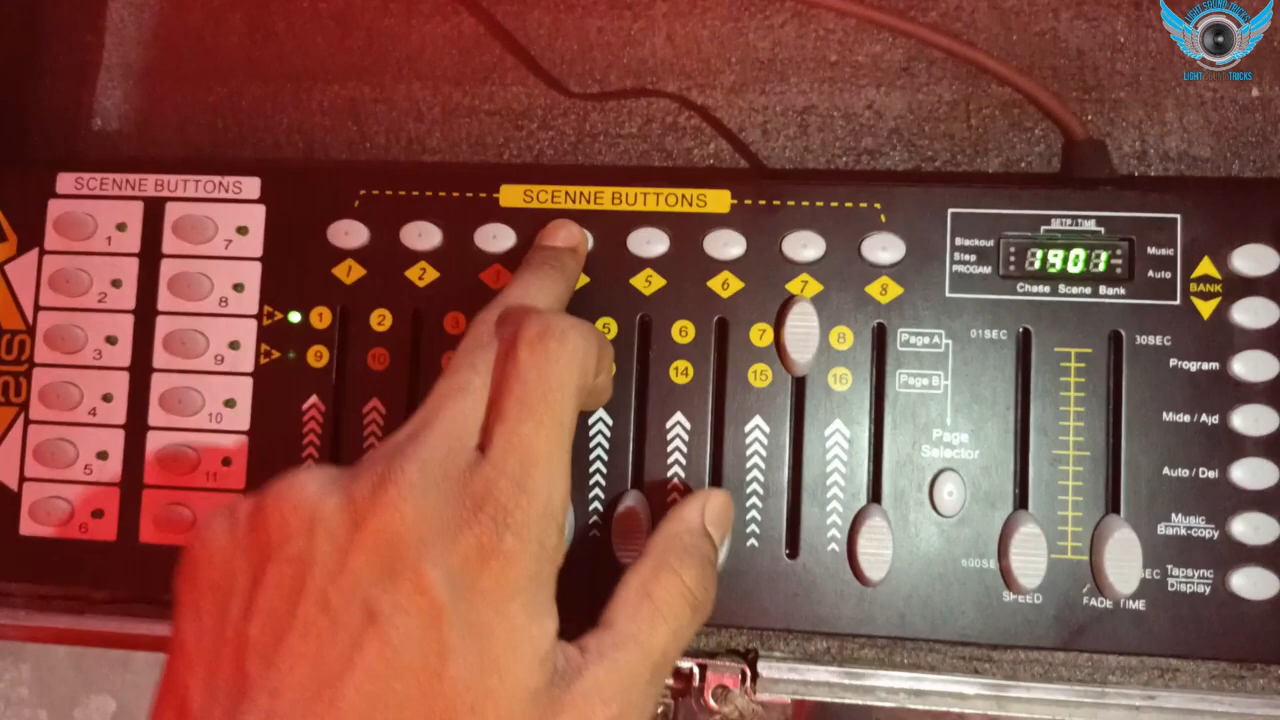 LIGHT SOUND TRICKS
LIGHT SOUND TRICKS
SCENNE BUTTONS
1
2
3
4
5
6
7
8
9
10
11
SCENNE BUTTONS
1
2
5
6
7
8
1
2
3
5
6
7
8
9
10
14
15
16
Page A
Page B
Page
Selector
SETP / TIME
Blackout
Step
PROGAM
1901
Music
Auto
Chase Scene Bank
BANK
01SEC
30SEC
SPEED
FADE TIME
Program
Mide / Ajd
Auto / Del
Music
Bank-copy
Tapsync
Display